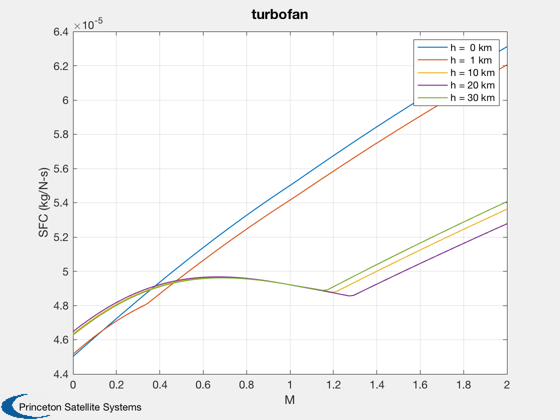 turbofan
×10⁻⁵
6.4
6.2
6
5.8
5.6
5.4
5.2
5
4.8
4.6
4.4
SFC (kg/N-s)
h = 0 km
h = 1 km
h = 10 km
h = 20 km
h = 30 km
0 0.2 0.4 0.6 0.8 1 1.2 1.4 1.6 1.8 2
M
Princeton Satellite Systems